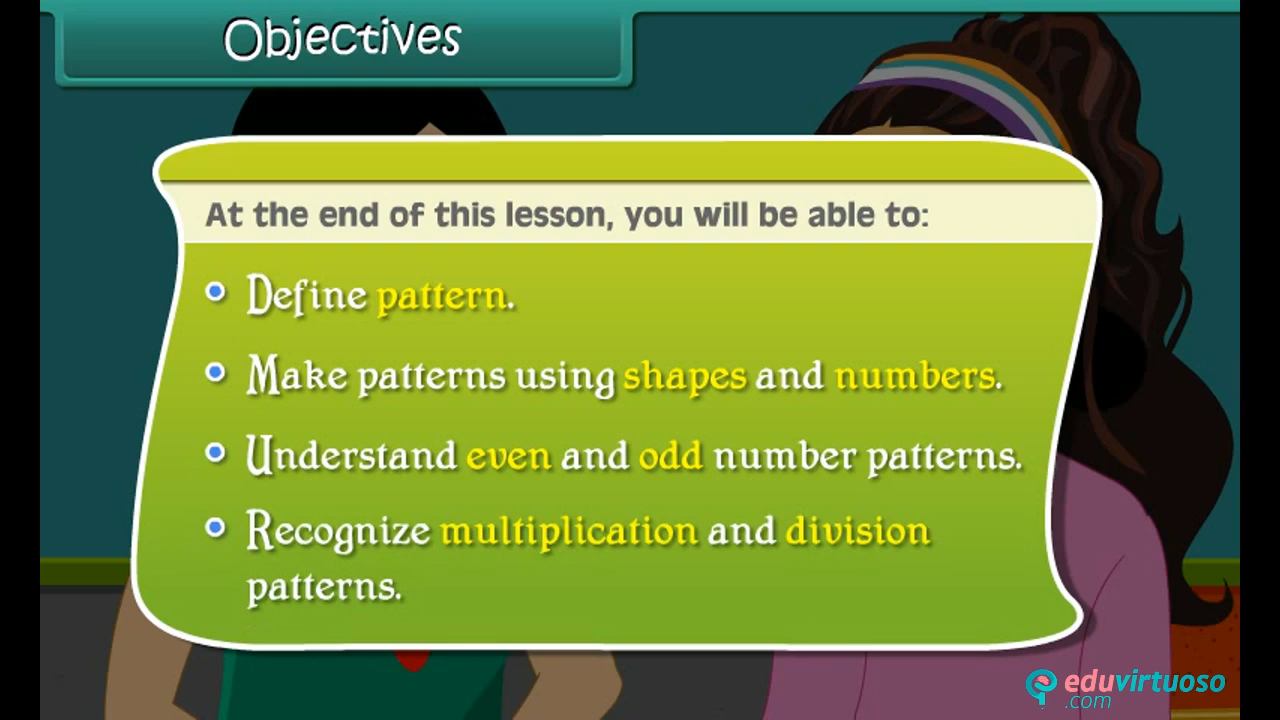 Objectives
At the end of this lesson, you will be able to:
Define pattern.
Make patterns using shapes and numbers.
Understand even and odd number patterns.
Recognize multiplication and division
patterns.
eduvirtuoso
.com